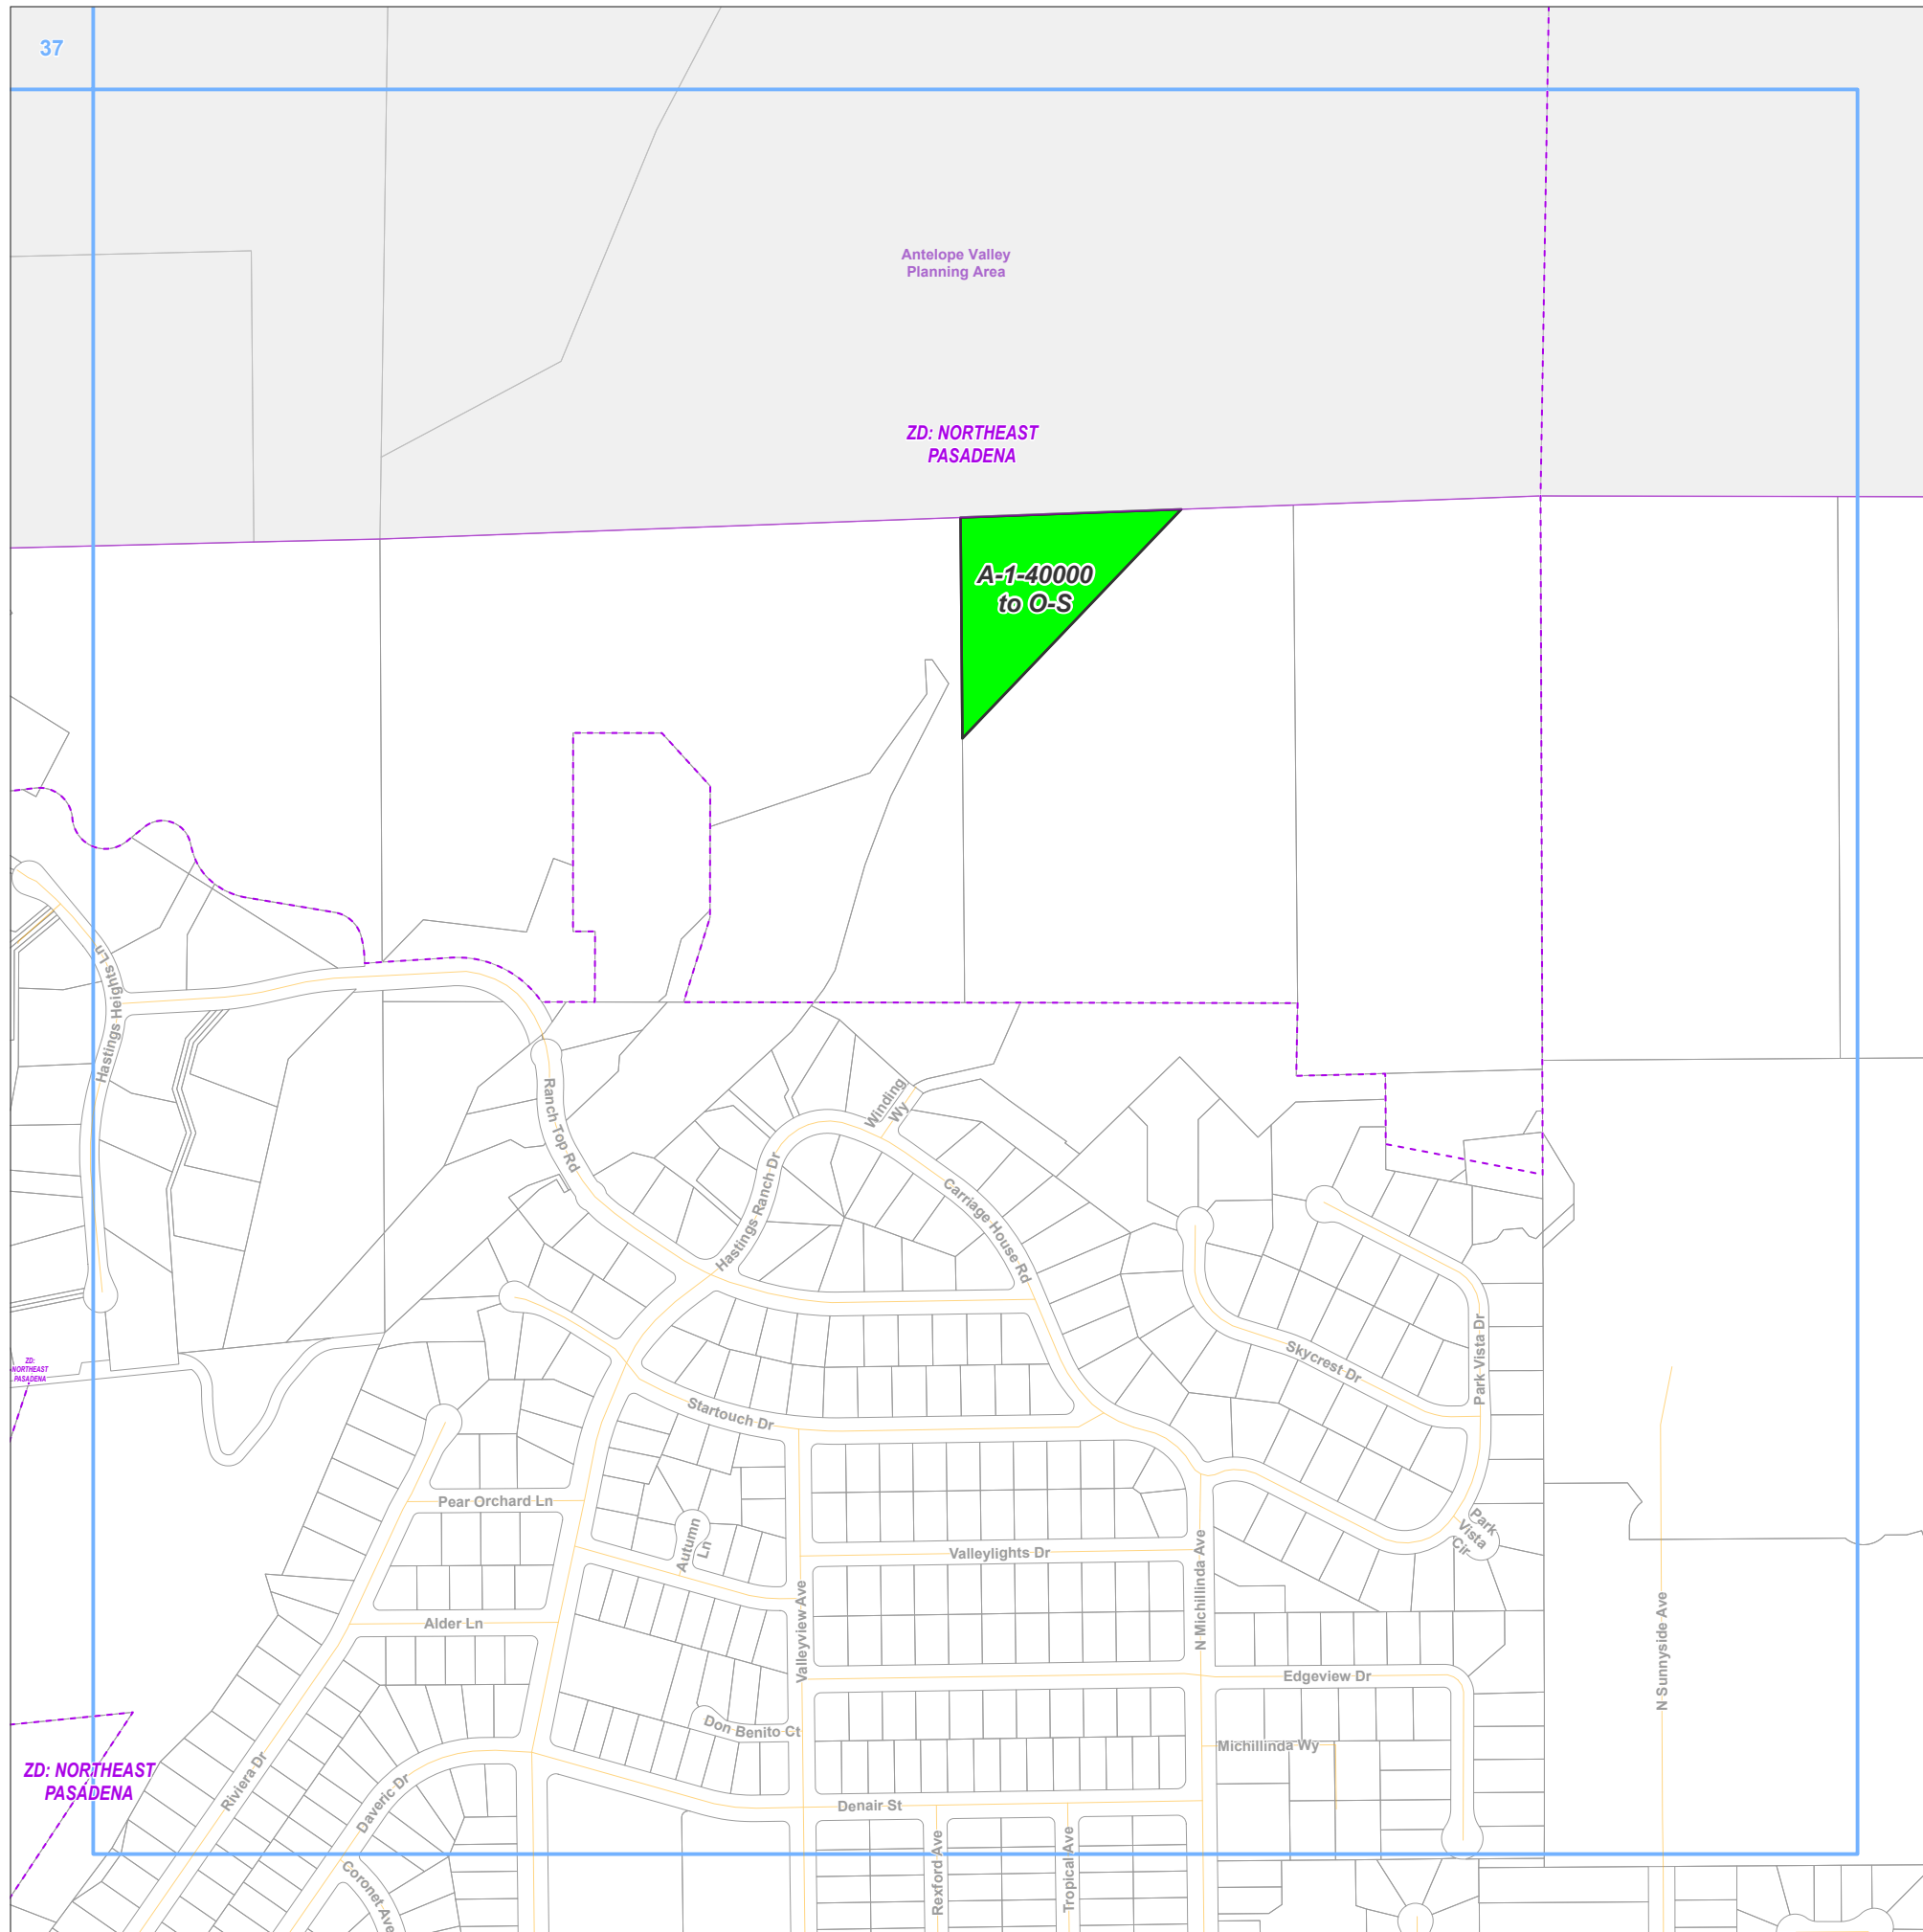 37
Antelope Valley
Planning Area
ZD: NORTHEAST
PASADENA
A-1-40000
to O-S
Hastings Heights Ln
Ranch Top Rd
Winding
Wy
Hastings Ranch Dr
Carriage House Rd
Skycrest Dr
Park Vista Dr
ZD:
NORTHEAST
PASADENA
Startouch Dr
Pear Orchard Ln
Autumn
Ln
Valleylights Dr
Park
Vista
Cir
N Michillinda Ave
Valleyview Ave
Alder Ln
N Sunnyside Ave
Edgeview Dr
Don Benito Ct
Michillinda Wy
ZD: NORTHEAST
PASADENA
Riviera Dr
Daveric Dr
Denair St
Coronet Ave
Rexford Ave
Tropical Ave